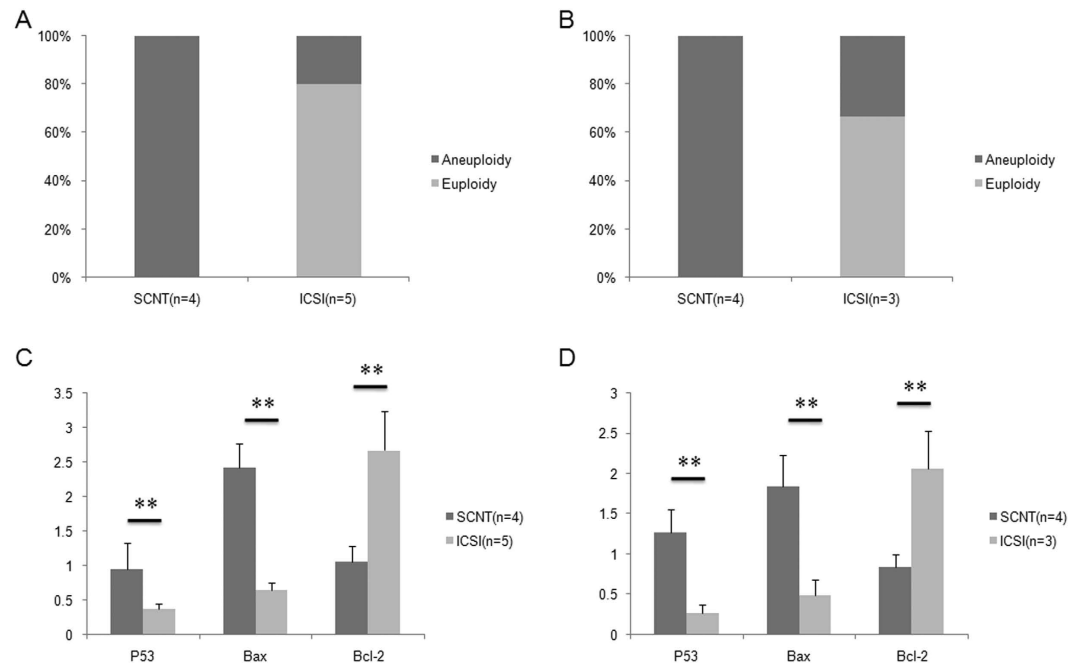 A
100%
80%
60%
40%
20%
0%
SCNT(n=4) ICSI(n=5)
Aneuploidy
Euploidy
B
100%
80%
60%
40%
20%
0%
SCNT(n=4) ICSI(n=3)
Aneuploidy
Euploidy
C
3.5
3
2.5
2
1.5
1
0.5
0
** ** **
P53 Bax Bcl-2
SCNT(n=4)
ICSI(n=5)
D
3
2.5
2
1.5
1
0.5
0
** ** **
P53 Bax Bcl-2
SCNT(n=4)
ICSI(n=3)